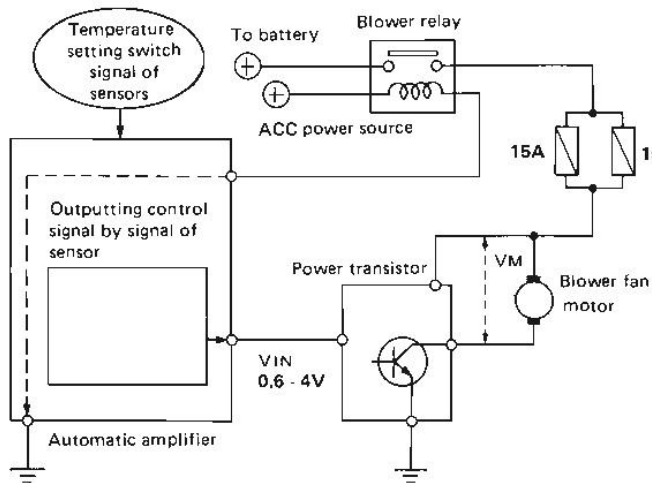 Temperature
setting switch
signal of
sensors
Blower relay
To battery
ACC power source
15A
1
Outputting control
signal by signal of
sensor
Power transistor
VM
Blower fan
motor
VIN
0,6 - 4V
Automatic amplifier